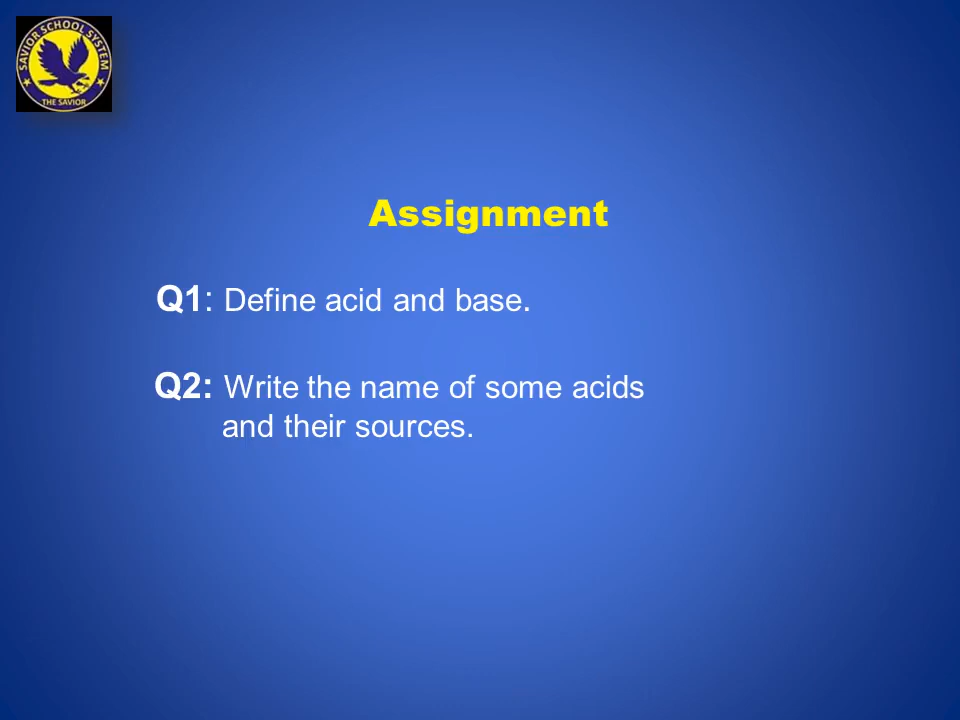 SAVIOR SCHOOL SYSTEM
THE SAVIOR
Assignment
Q1: Define acid and base.
Q2: Write the name of some acids
and their sources.